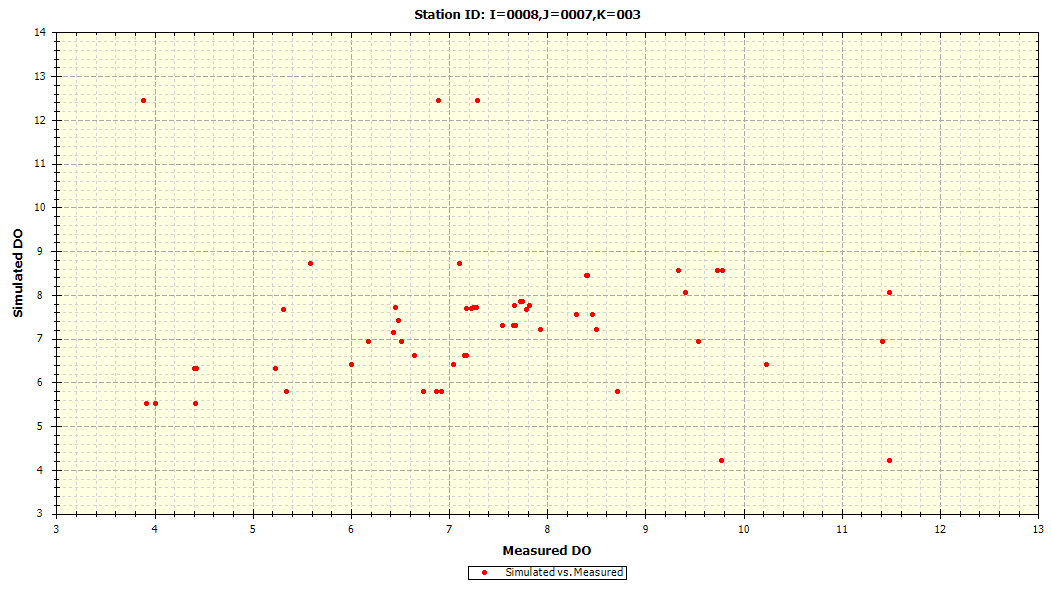 Station ID: I=0008,J=0007,K=003
14
13
12
11
10
9
8
7
6
5
4
3
Simulated DO
3 4 5 6 7 8 9 10 11 12 13
Measured DO
Simulated vs. Measured